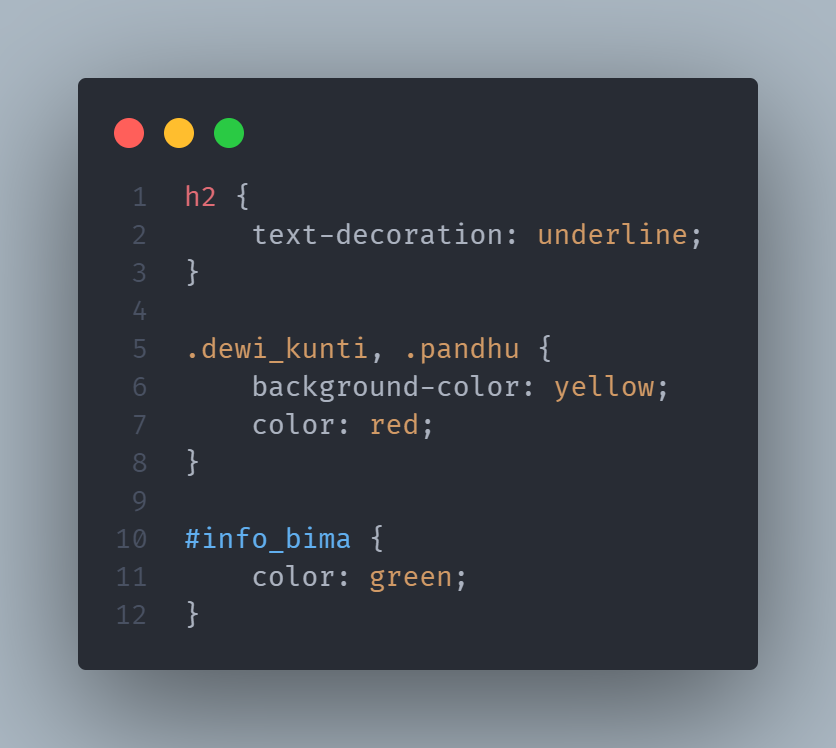 1 h2 {
2     text-decoration: underline;
3 }
4
5 .dewi_kunti, .pandhu {
6     background-color: yellow;
7     color: red;
8 }
9
10 #info_bima {
11     color: green;
12 }